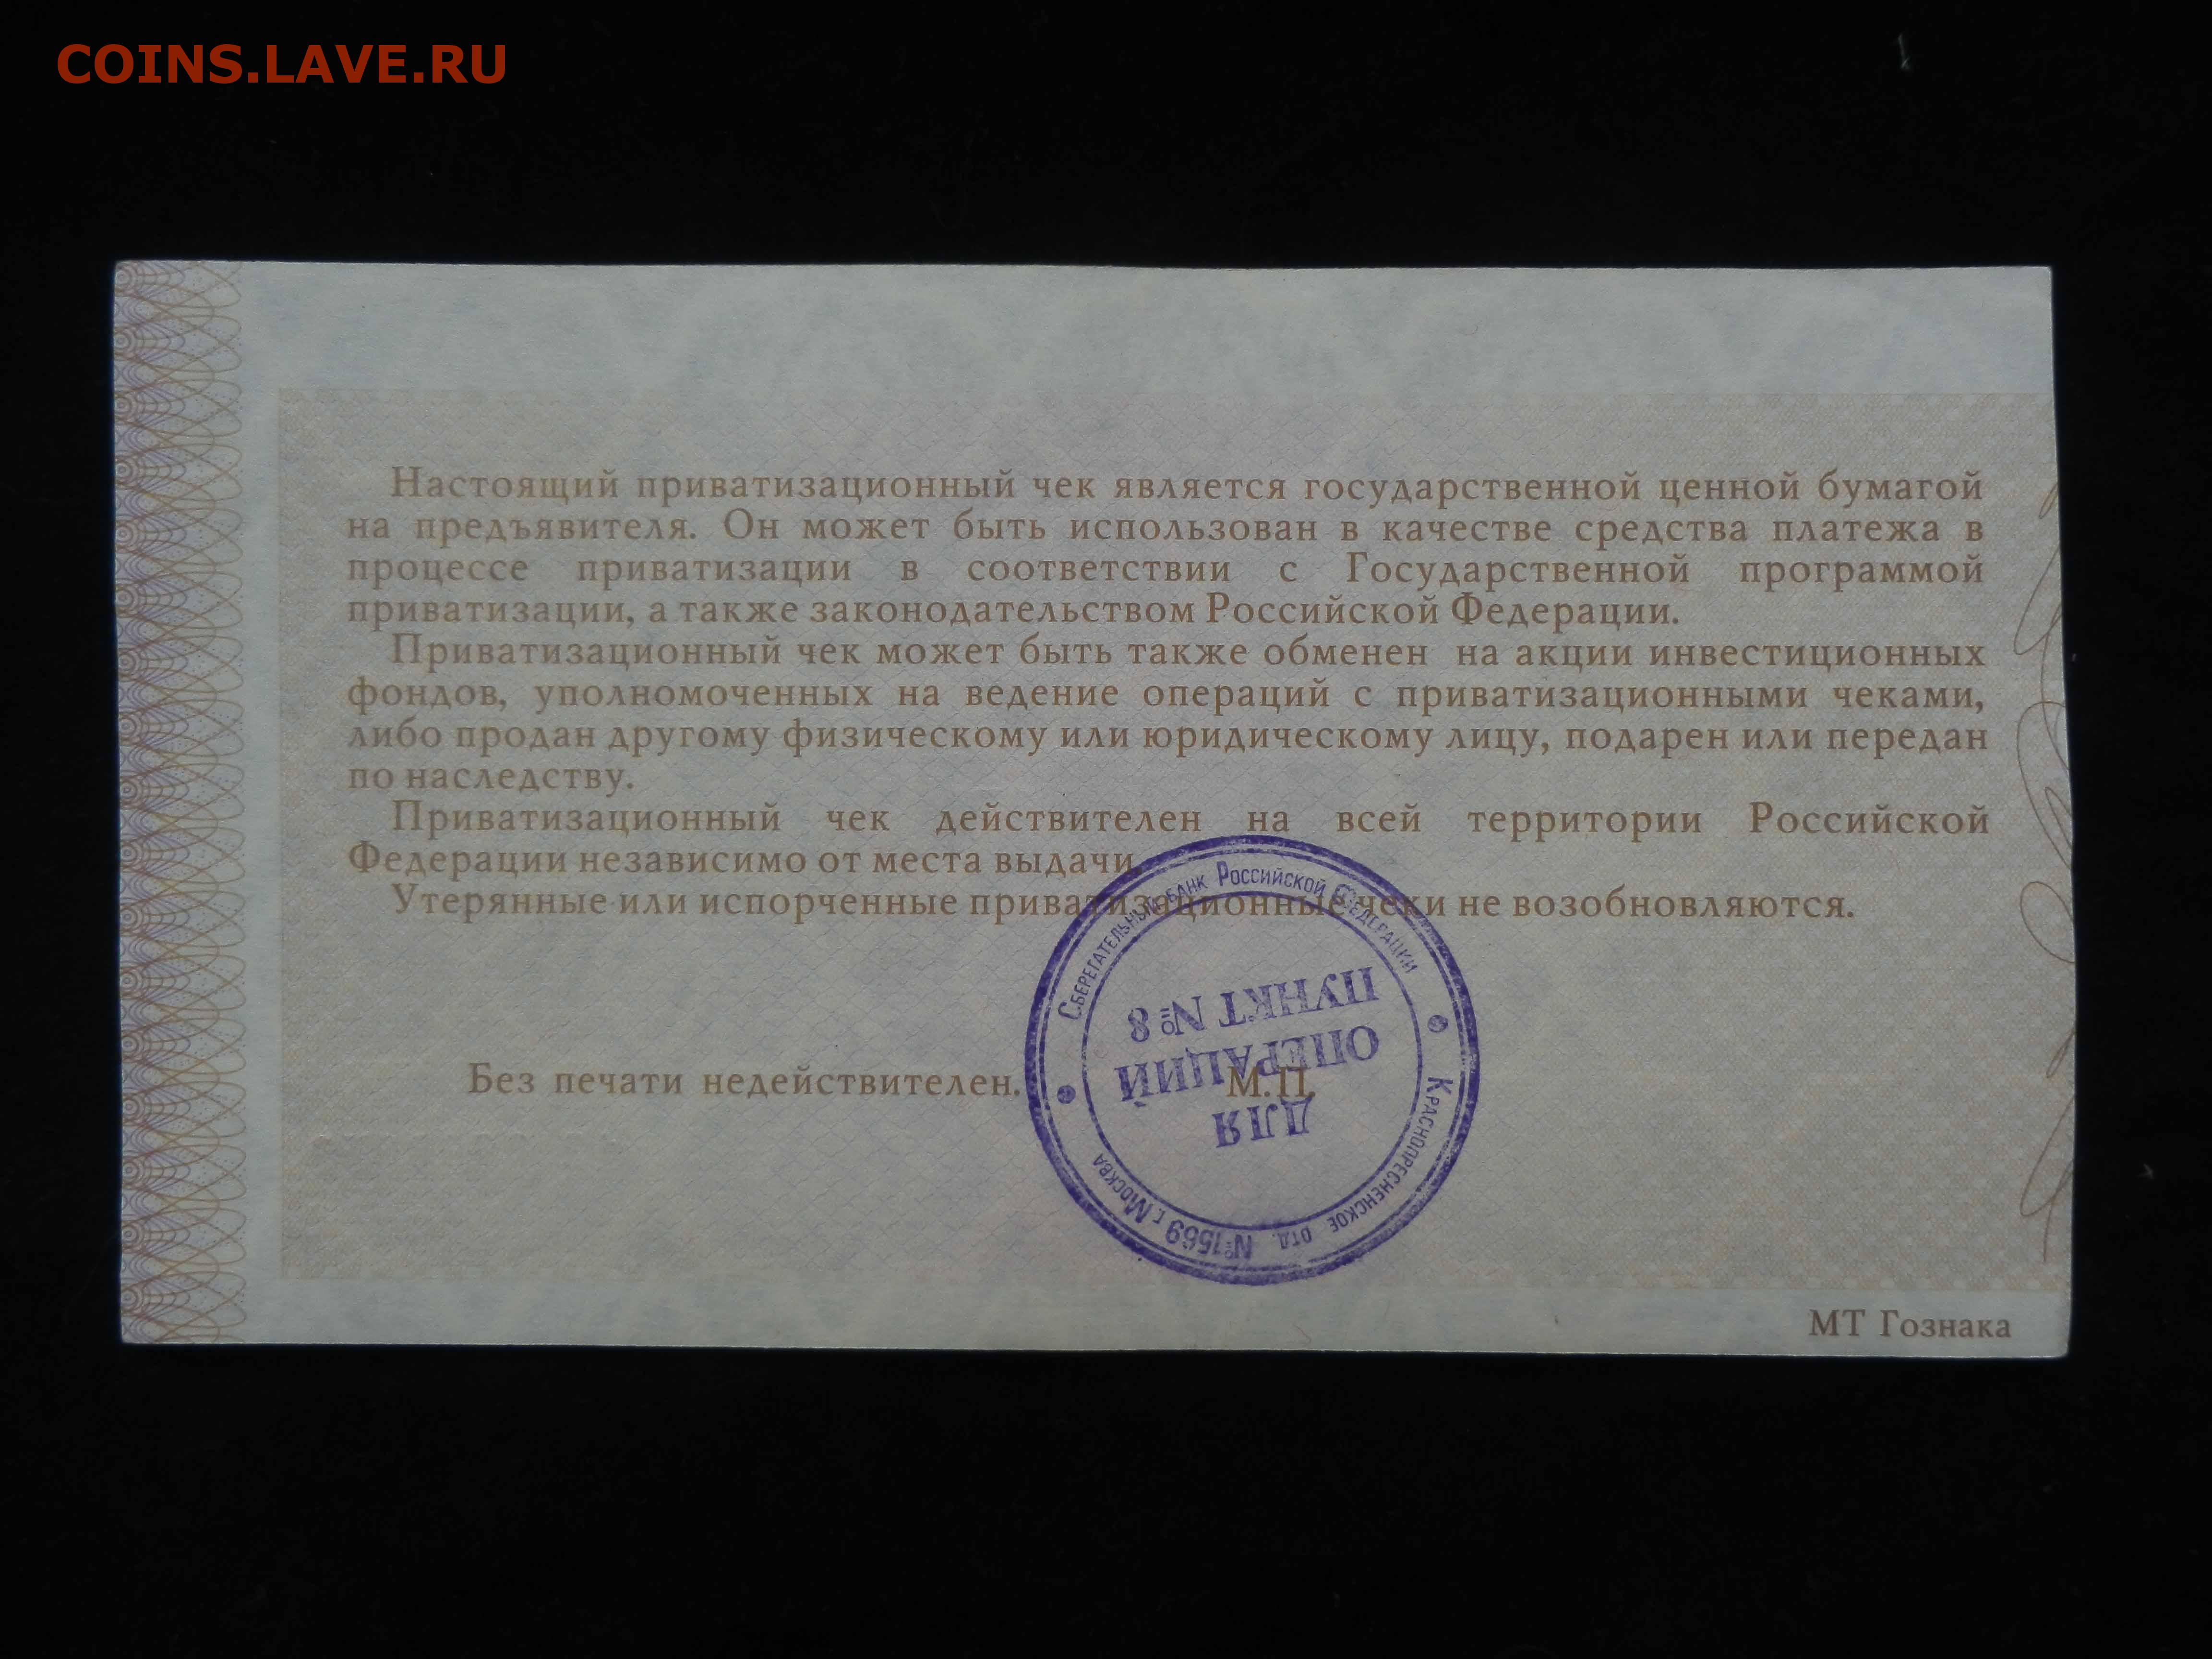 COINS.LAVE.RU
Настоящий приватизационный чек является государственной ценной бумагой
на предъявителя. Он может быть использован в качестве средства платежа в
процессе приватизации в соответствии с Государственной программой
приватизации, а также законодательством Российской Федерации.
Приватизационный чек может быть также обменен на акции инвестиционных
фондов, уполномоченных на ведение операций с приватизационными чеками,
либо продан другому физическому или юридическому лицу, подарен или передан
по наследству.
Приватизационный чек действителен на всей территории Российской
Федерации независимо от места выдачи.
Утерянные или испорченные приватизационные чеки не возобновляются.
Без печати недействителен. М.П.
Сберегательный банк Российской Федерации
Краснопресненское отд. №1569 г. Москва
ДЛЯ
ОПЕРАЦИЙ
ПУНКТ №8
МТ Гознака